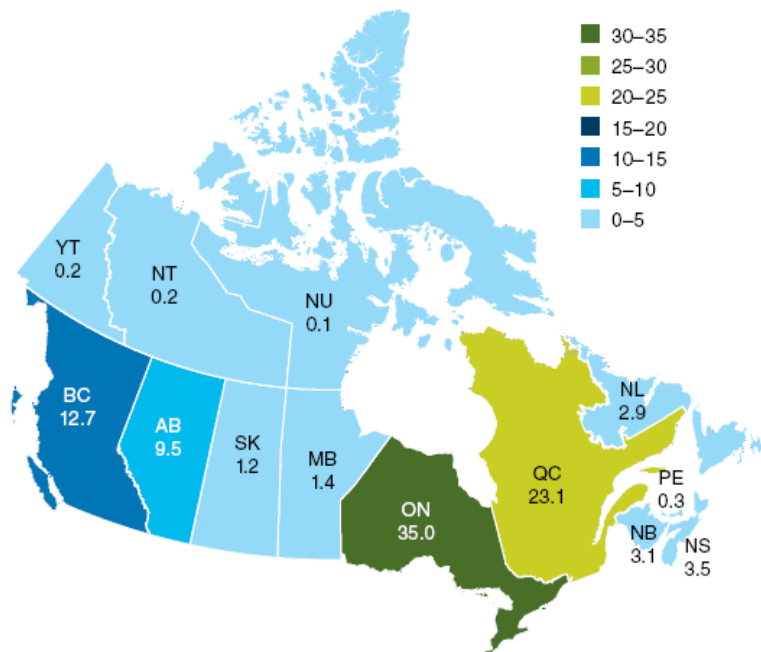 30–35
25–30
20–25
15–20
10–15
5–10
0–5
YT
0.2
NT
0.2
NU
0.1
BC
12.7
AB
9.5
SK
1.2
MB
1.4
ON
35.0
QC
23.1
NL
2.9
PE
0.3
NB
3.1
NS
3.5